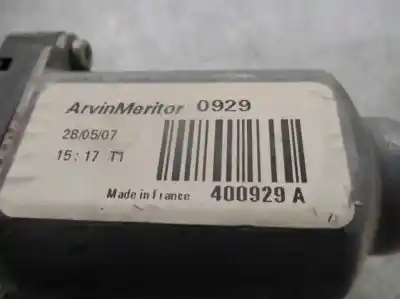 ArvinMeritor 0929
28/05/07
15:17 T1
Made in France 400929 A